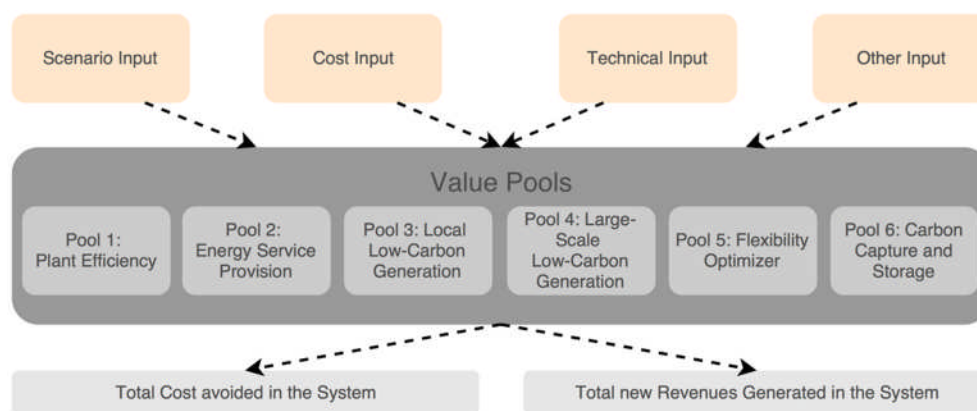 Scenario Input
Cost Input
Technical Input
Other Input
Value Pools
Pool 1:
Plant Efficiency
Pool 2:
Energy Service
Provision
Pool 3: Local
Low-Carbon
Generation
Pool 4: Large-
Scale
Low-Carbon
Generation
Pool 5: Flexibility
Optimizer
Pool 6: Carbon
Capture and
Storage
Total Cost avoided in the System
Total new Revenues Generated in the System